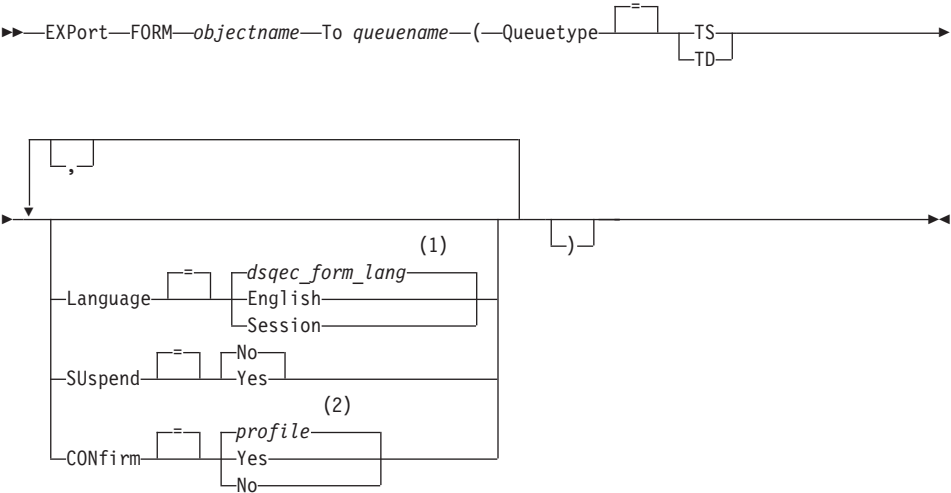 =
EXPort FORM objectname To queuename ( Queuetype TS
TD
,
(1)
= dsqec_form_lang
Language English
Session
= No
SUspend Yes
(2)
= profile
CONfirm Yes
No
)